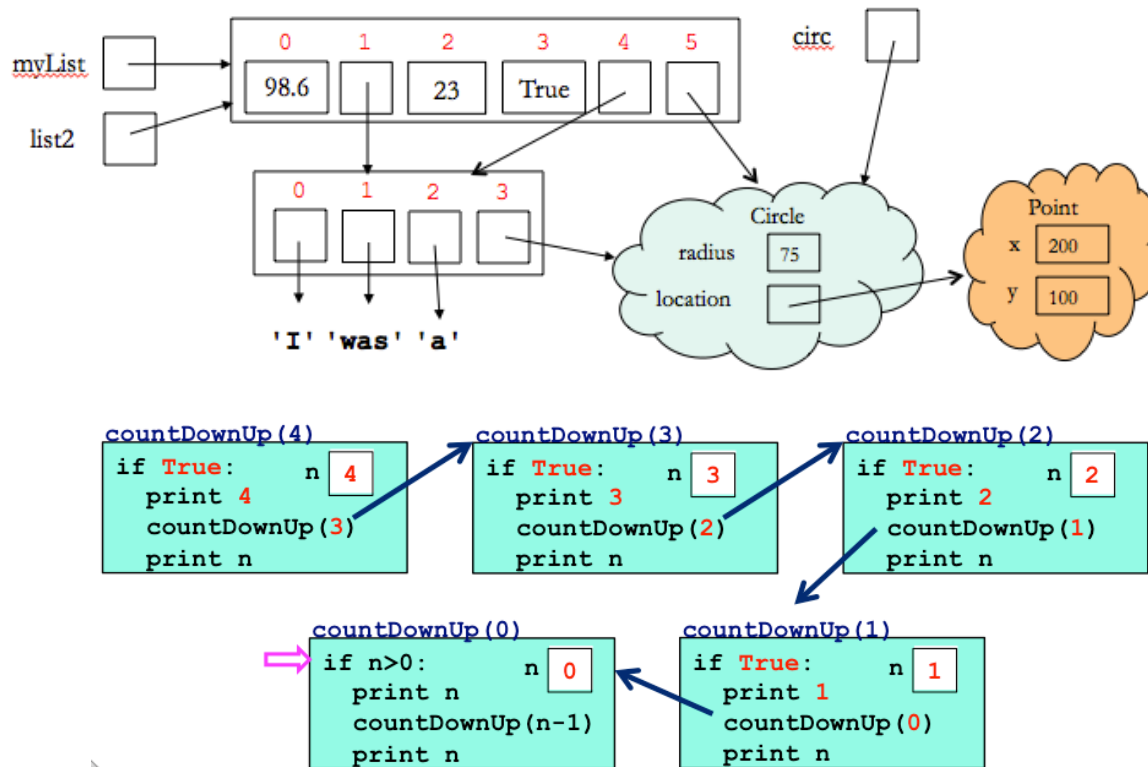 0 1 2 3 4 5
circ
myList
98.6 23 True
list2
0 1 2 3
Circle
radius 75
location
Point
x 200
y 100
'I' 'was' 'a'
countDownUp(4)
if True: n 4
print 4
countDownUp(3)
print n
countDownUp(3)
if True: n 3
print 3
countDownUp(2)
print n
countDownUp(2)
if True: n 2
print 2
countDownUp(1)
print n
countDownUp(0)
if n>0: n 0
print n
countDownUp(n-1)
print n
countDownUp(1)
if True: n 1
print 1
countDownUp(0)
print n